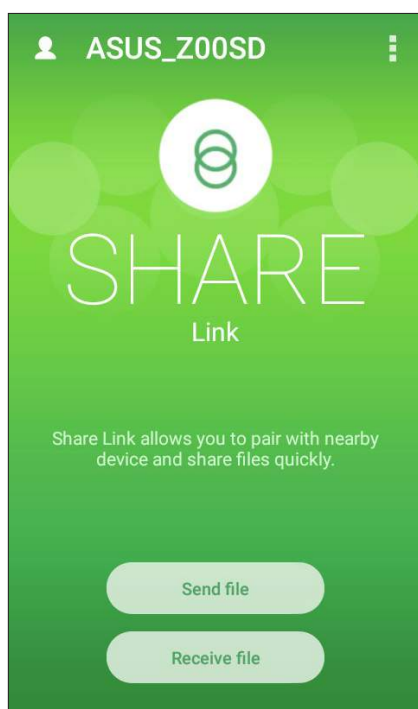 ASUS_Z00SD
SHARE
Link
Share Link allows you to pair with nearby
device and share files quickly.
Send file
Receive file